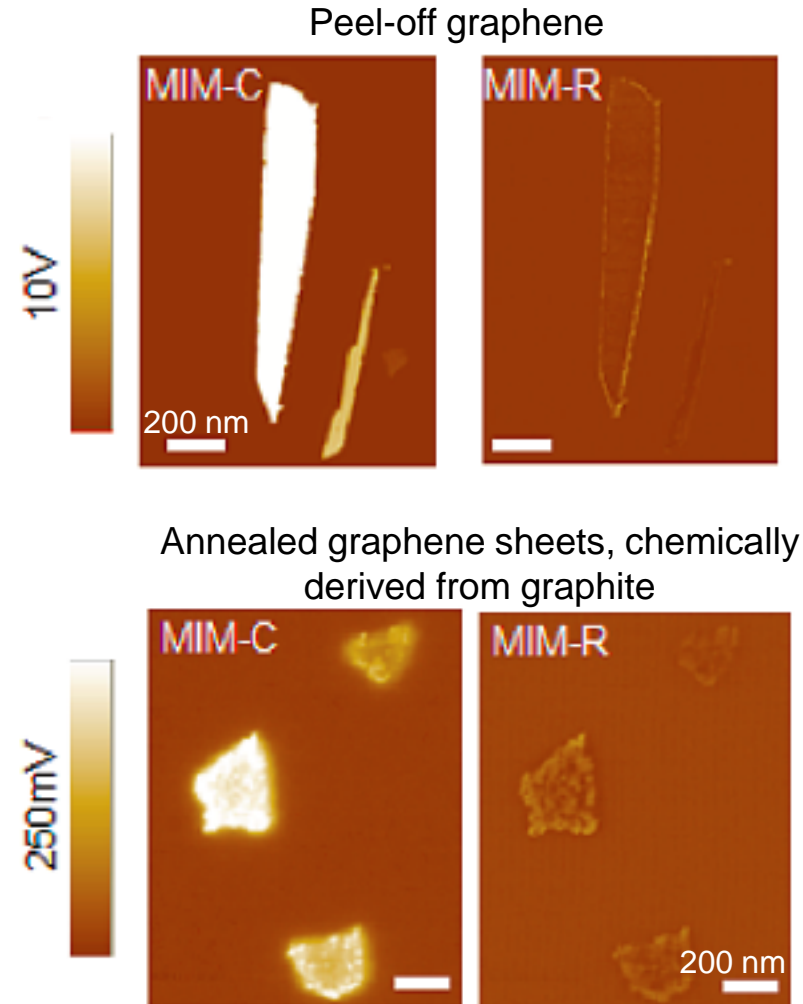 Peel-off graphene
MIM-C
MIM-R
10V
200 nm
Annealed graphene sheets, chemically
derived from graphite
MIM-C
MIM-R
250mV
200 nm